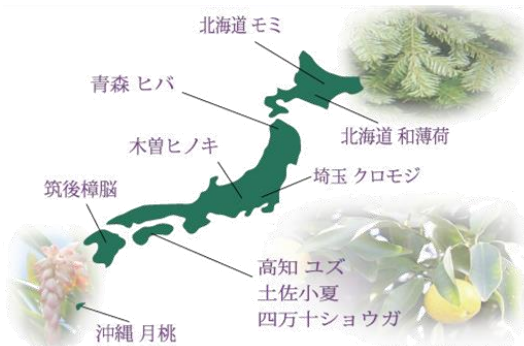 北海道 モミ
青森 ヒバ
北海道 和薄荷
木曽ヒノキ
埼玉 クロモジ
筑後樟脳
高知 ユズ
土佐小夏
四万十ショウガ
沖縄 月桃